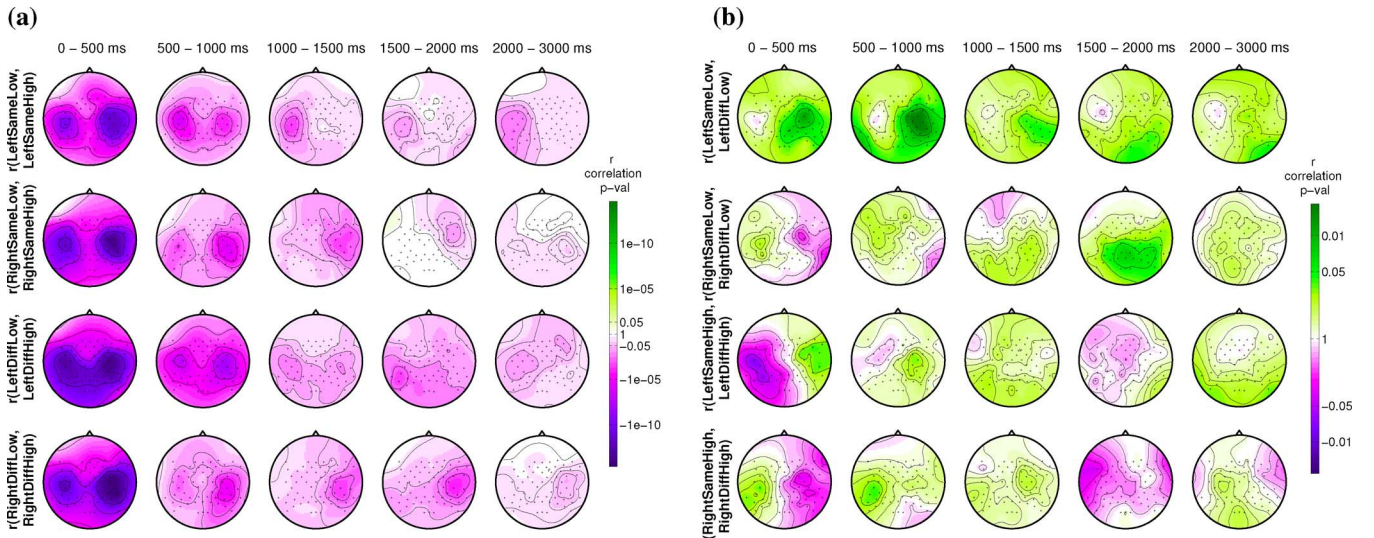 (a)
0 – 500 ms
500 – 1000 ms
1000 – 1500 ms
1500 – 2000 ms
2000 – 3000 ms
r(LeftSameLow,
LeftSameHigh)
r(RightSameLow,
RightSameHigh)
r(LeftDiffLow,
LeftDiffHigh)
r(RightDiffLow,
RightDiffHigh)
r
correlation
p−val
1e−10
1e−05
0.05
1
−0.05
−1e−05
−1e−10
(b)
0 – 500 ms
500 – 1000 ms
1000 – 1500 ms
1500 – 2000 ms
2000 – 3000 ms
r(LeftSameLow,
LeftDiffLow)
r(RightSameLow,
RightDiffLow)
r(LeftSameHigh,
LeftDiffHigh)
(RightSameHigh,
RightDiffHigh)
r
correlation
p−val
0.01
0.05
1
−0.05
−0.01